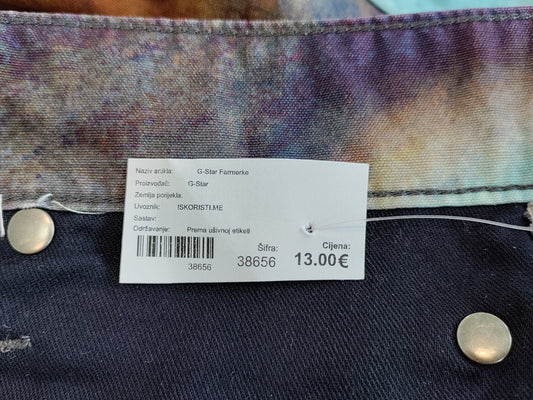 Naziv artikla: G-Star Farmerke
Proizvođač: G-Star
Zemlja porijekla:
Uvoznik: ISKORISTI.ME
Sastav:
Održavanje: Prema ušivnoj etiketi
38656
Šifra: 38656
Cijena: 13.00€